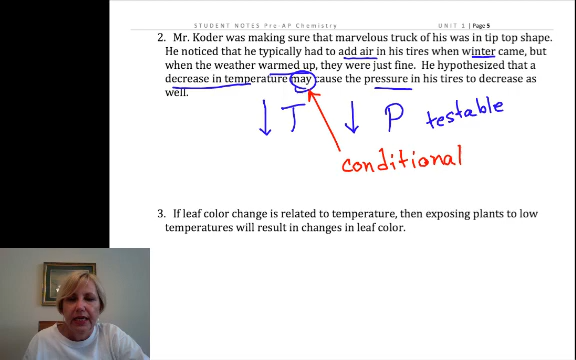 STUDENT NOTES Pre-AP Chemistry UNIT 1 | Page 5
2. Mr. Koder was making sure that marvelous truck of his was in tip top shape.
He noticed that he typically had to add air in his tires when winter came, but
when the weather warmed up, they were just fine. He hypothesized that a
decrease in temperature may cause the pressure in his tires to decrease as
well.
↓ T ↓ P testable
conditional
3. If leaf color change is related to temperature, then exposing plants to low
temperatures will result in changes in leaf color.